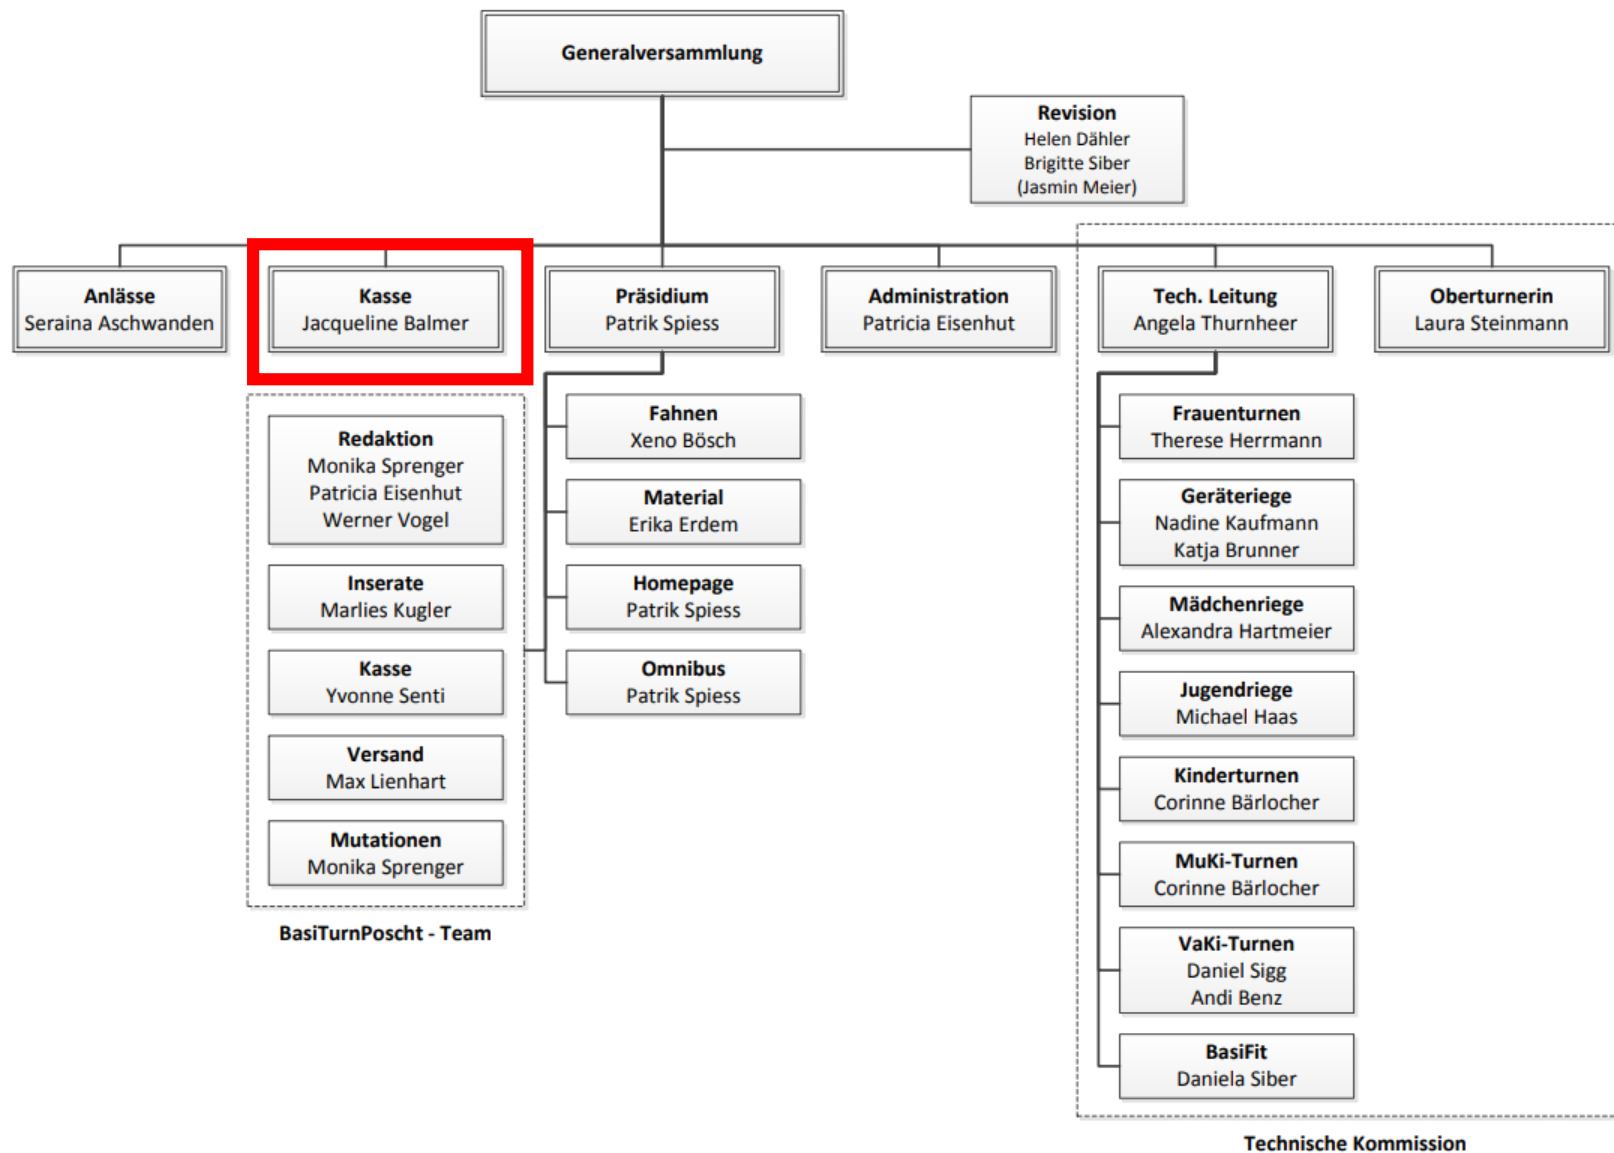 Generalversammlung
Revision
Helen Dähler
Brigitte Siber
(Jasmin Meier)
Anlässe
Seraina Aschwanden
Kasse
Jacqueline Balmer
Präsidium
Patrik Spiess
Administration
Patricia Eisenhut
Tech. Leitung
Angela Thurnheer
Oberturnerin
Laura Steinmann
Redaktion
Monika Sprenger
Patricia Eisenhut
Werner Vogel
Inserate
Marlies Kugler
Kasse
Yvonne Senti
Versand
Max Lienhart
Mutationen
Monika Sprenger
BasiTurnPoscht - Team
Fahnen
Xeno Bösch
Material
Erika Erdem
Homepage
Patrik Spiess
Omnibus
Patrik Spiess
Frauenturnen
Therese Herrmann
Geräteriege
Nadine Kaufmann
Katja Brunner
Mädchenriege
Alexandra Hartmeier
Jugendriege
Michael Haas
Kinderturnen
Corinne Bärlocher
MuKi-Turnen
Corinne Bärlocher
VaKi-Turnen
Daniel Sigg
Andi Benz
BasiFit
Daniela Siber
Technische Kommission